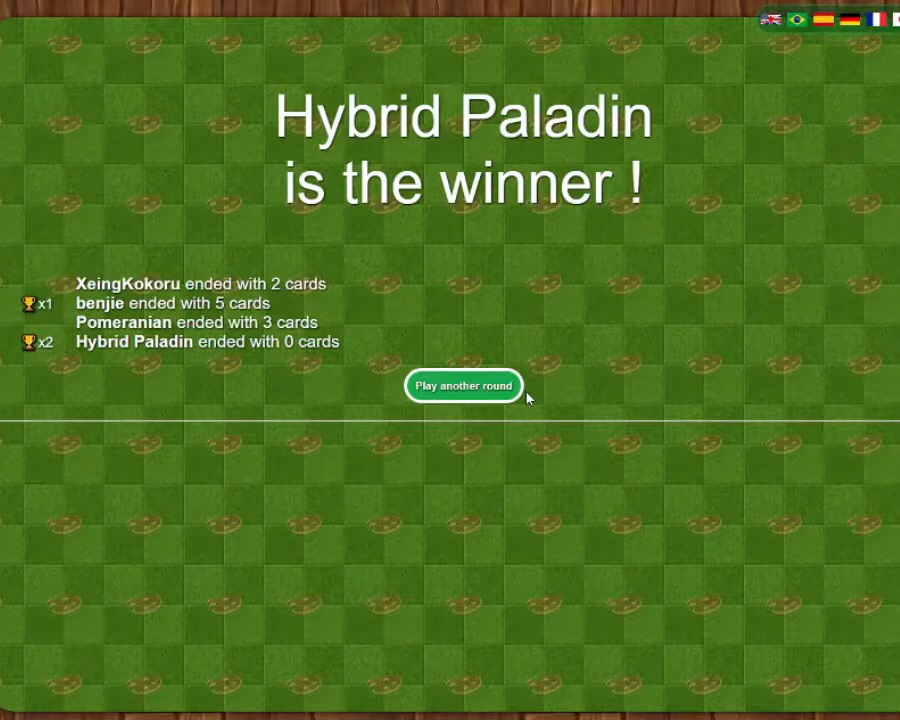 Hybrid Paladin
is the winner !
XeingKokoru ended with 2 cards
x1 benjie ended with 5 cards
Pomeranian ended with 3 cards
x2 Hybrid Paladin ended with 0 cards
Play another round